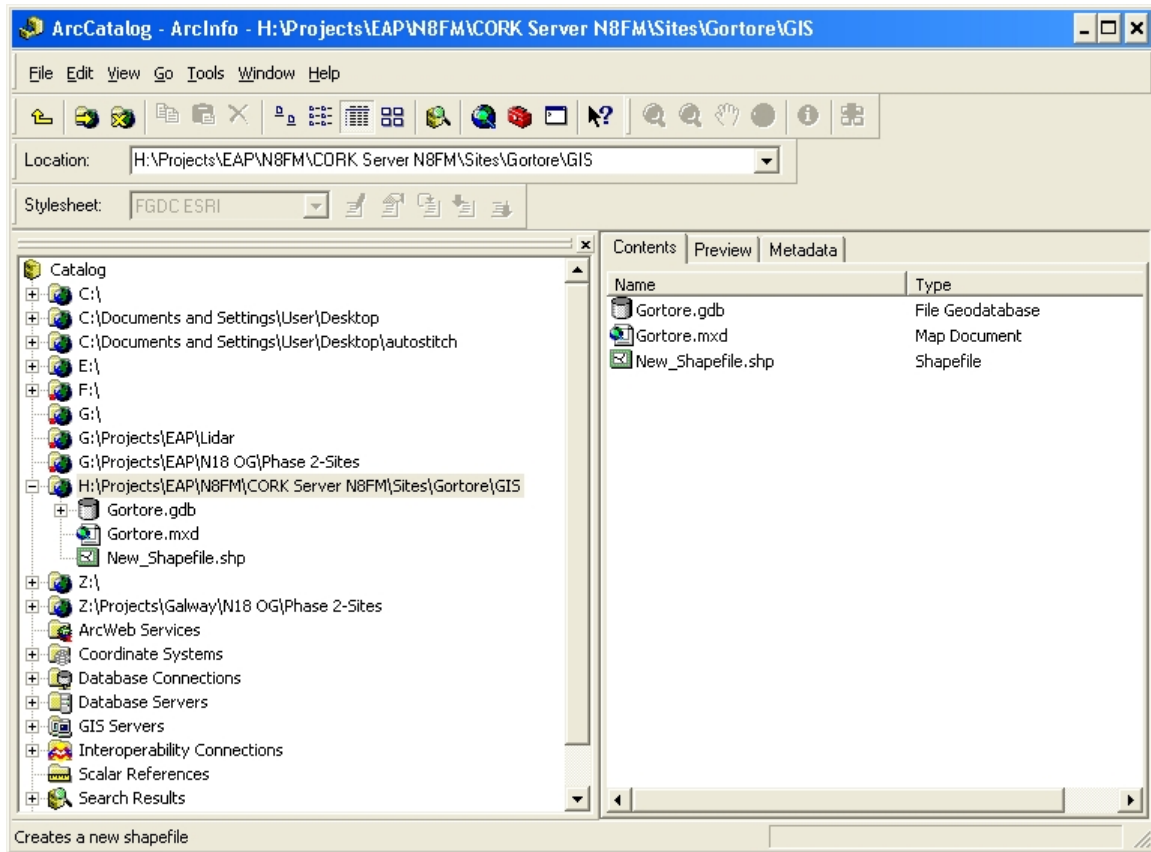 ArcCatalog - ArcInfo - H:\Projects\EAP\N8FM\CORK Server N8FM\Sites\Gortore\GIS
File Edit View Go Tools Window Help
Location: H:\Projects\EAP\N8FM\CORK Server N8FM\Sites\Gortore\GIS
Stylesheet: FGDC ESRI
Catalog
C:\
C:\Documents and Settings\User\Desktop
C:\Documents and Settings\User\Desktop\autostitch
E:\
F:\
G:\
G:\Projects\EAP\Lidar
G:\Projects\EAP\N18 OG\Phase 2-Sites
H:\Projects\EAP\N8FM\CORK Server N8FM\Sites\Gortore\GIS
Gortore.gdb
Gortore.mxd
New_Shapefile.shp
Z:\
Z:\Projects\Galway\N18 OG\Phase 2-Sites
ArcWeb Services
Coordinate Systems
Database Connections
Database Servers
GIS Servers
Interoperability Connections
Scalar References
Search Results
Contents Preview Metadata
Name Type
Gortore.gdb File Geodatabase
Gortore.mxd Map Document
New_Shapefile.shp Shapefile
Creates a new shapefile